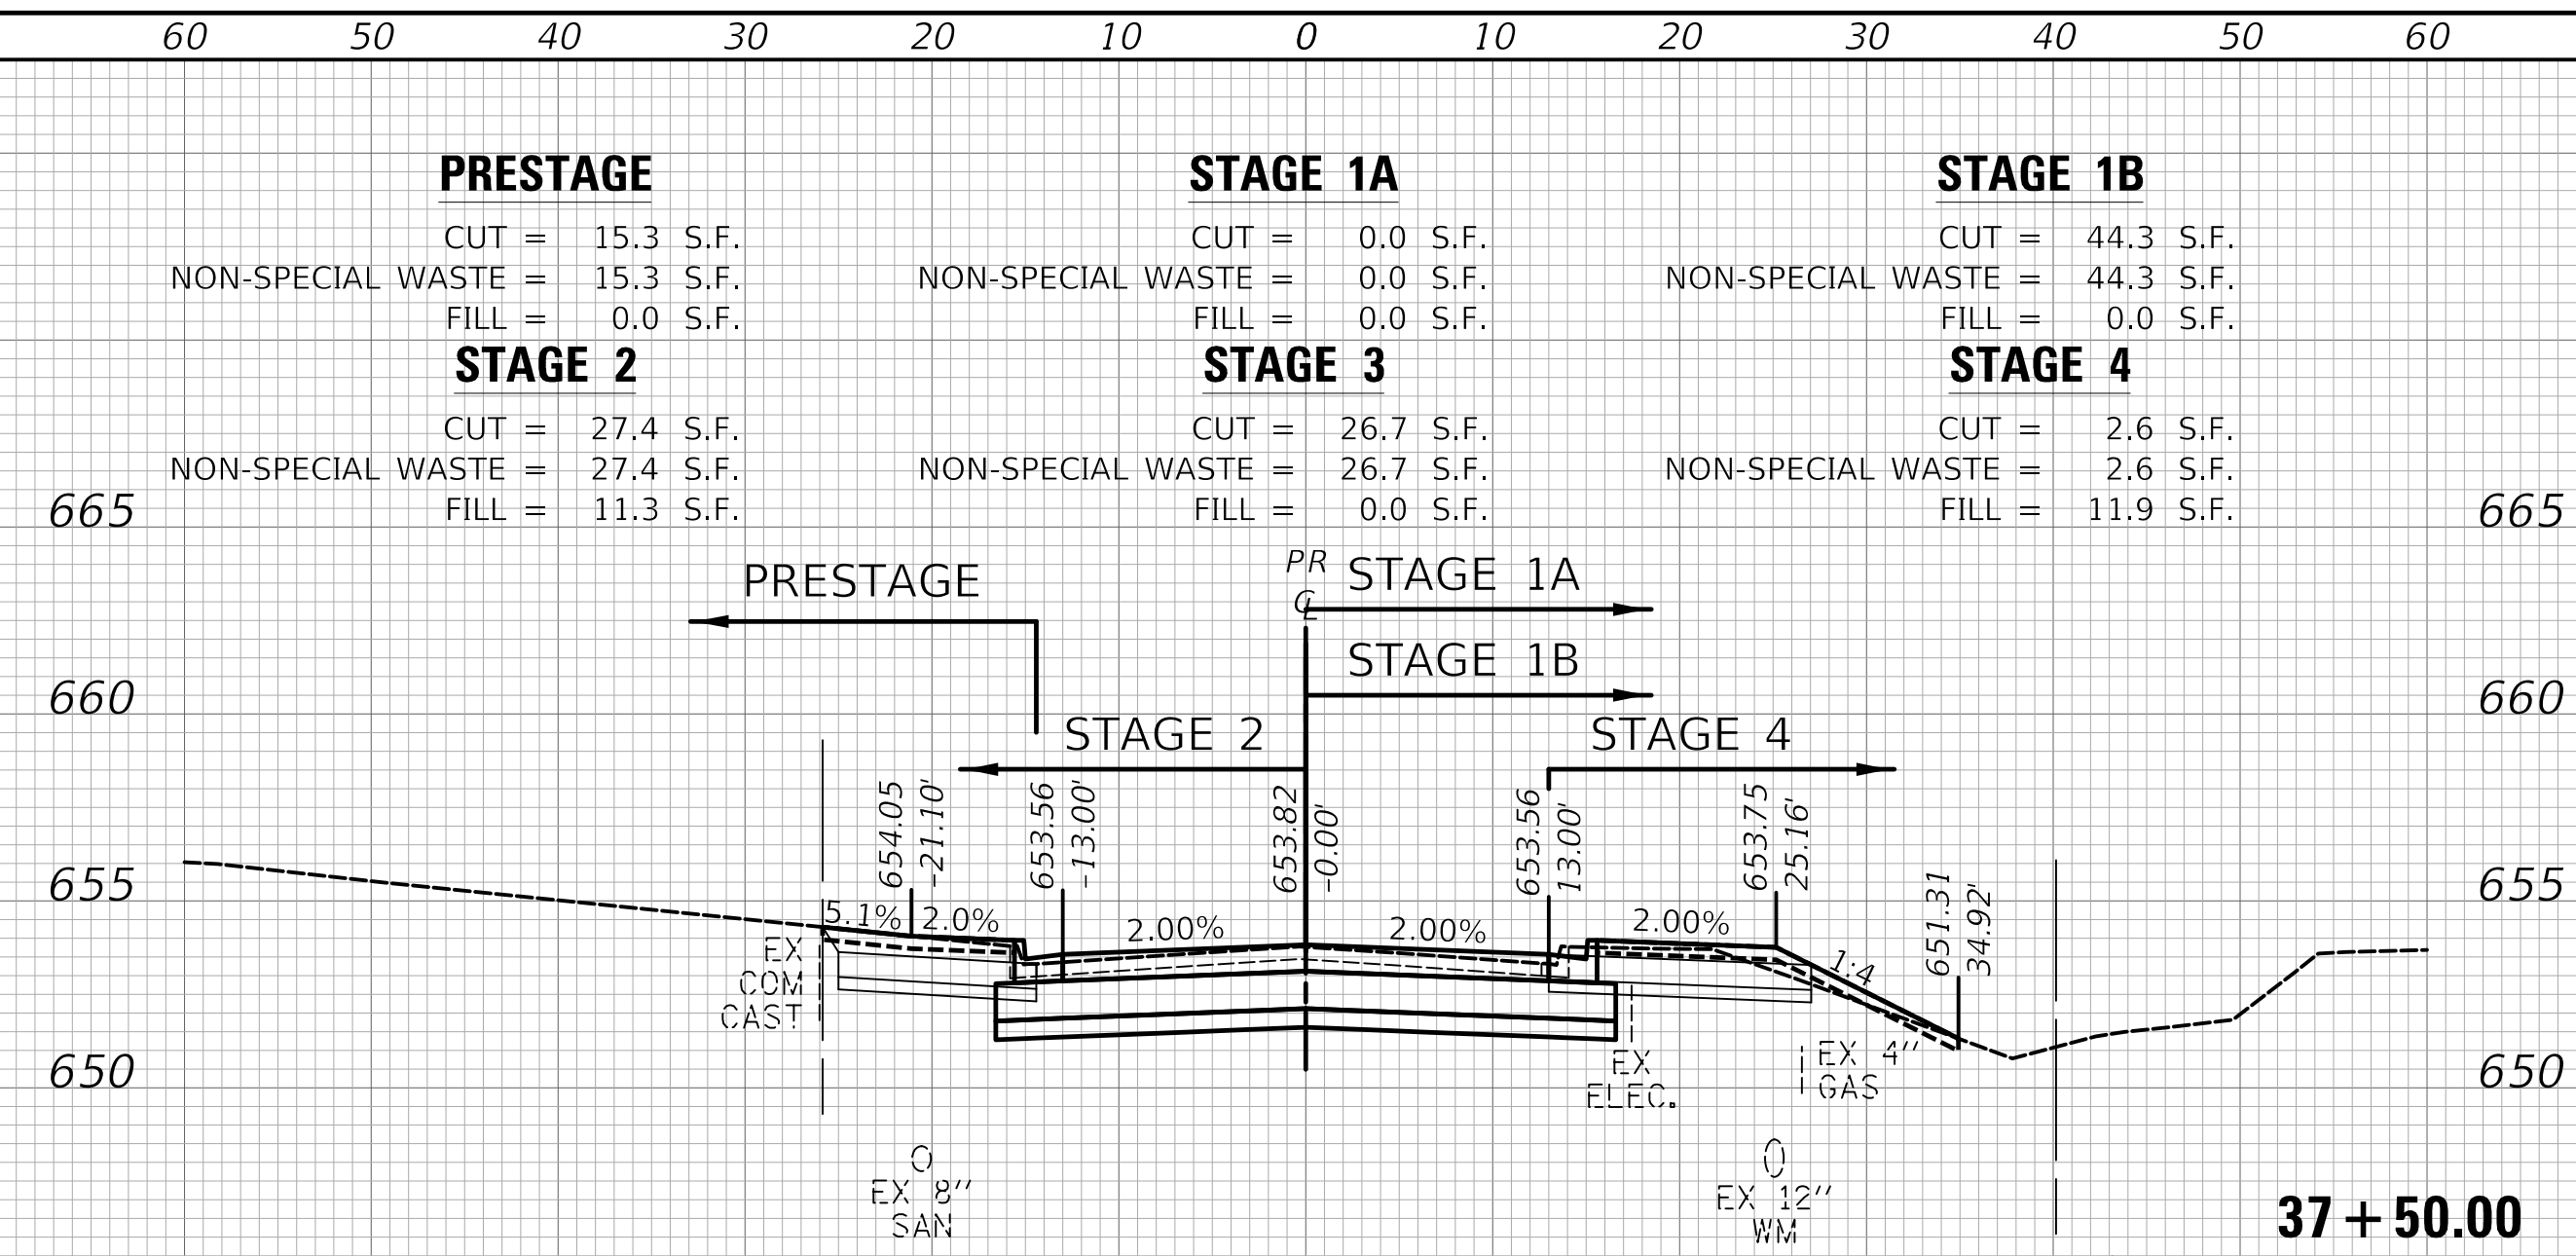 60 50 40 30 20 10 0 10 20 30 40 50 60
PRESTAGE
CUT = 15.3 S.F.
NON-SPECIAL WASTE = 15.3 S.F.
FILL = 0.0 S.F.
STAGE 1A
CUT = 0.0 S.F.
NON-SPECIAL WASTE = 0.0 S.F.
FILL = 0.0 S.F.
STAGE 1B
CUT = 44.3 S.F.
NON-SPECIAL WASTE = 44.3 S.F.
FILL = 0.0 S.F.
STAGE 2
CUT = 27.4 S.F.
NON-SPECIAL WASTE = 27.4 S.F.
FILL = 11.3 S.F.
STAGE 3
CUT = 26.7 S.F.
NON-SPECIAL WASTE = 26.7 S.F.
FILL = 0.0 S.F.
STAGE 4
CUT = 2.6 S.F.
NON-SPECIAL WASTE = 2.6 S.F.
FILL = 11.9 S.F.
665 665
PRESTAGE
PR
CL
STAGE 1A
STAGE 1B
660 660
STAGE 2
STAGE 4
654.05
-21.10'
653.56
-13.00'
653.82
-0.00'
653.56
13.00'
653.75
25.16'
651.31
34.92'
655 655
5.1% 2.0% 2.00% 2.00% 2.00%
1:4
EX
COM
CAST
EX
ELEC.
EX 4"
GAS
650 650
EX 8"
SAN
EX 12"
WM
37+50.00